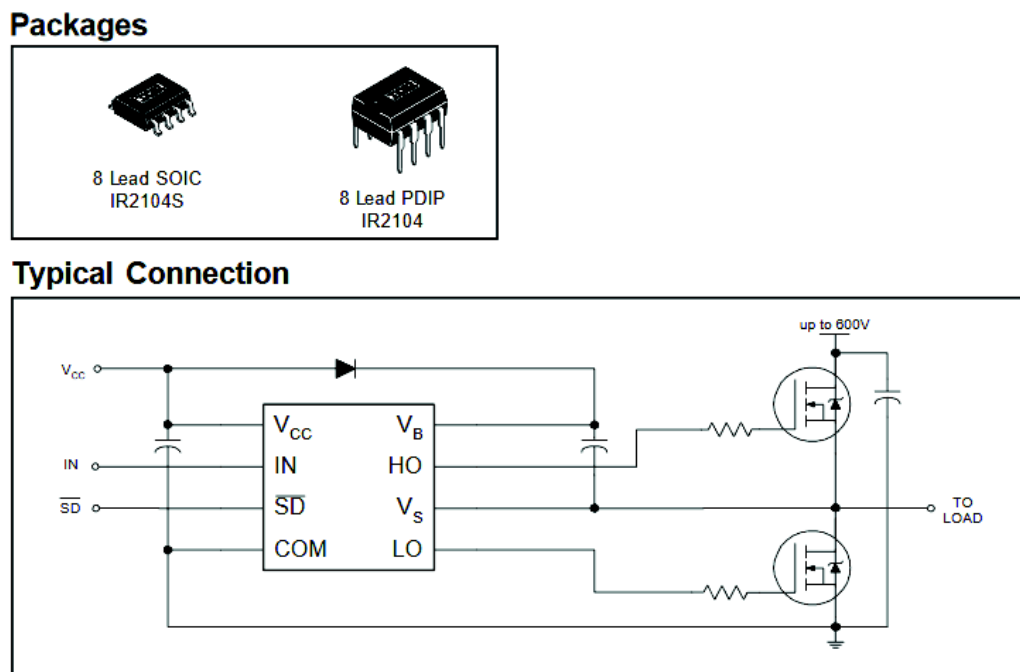 Packages
8 Lead SOIC
IR2104S
8 Lead PDIP
IR2104
Typical Connection
up to 600V
VCC
VCC
VB
IN
IN
HO
SD
SD
VS
TO
LOAD
COM
LO